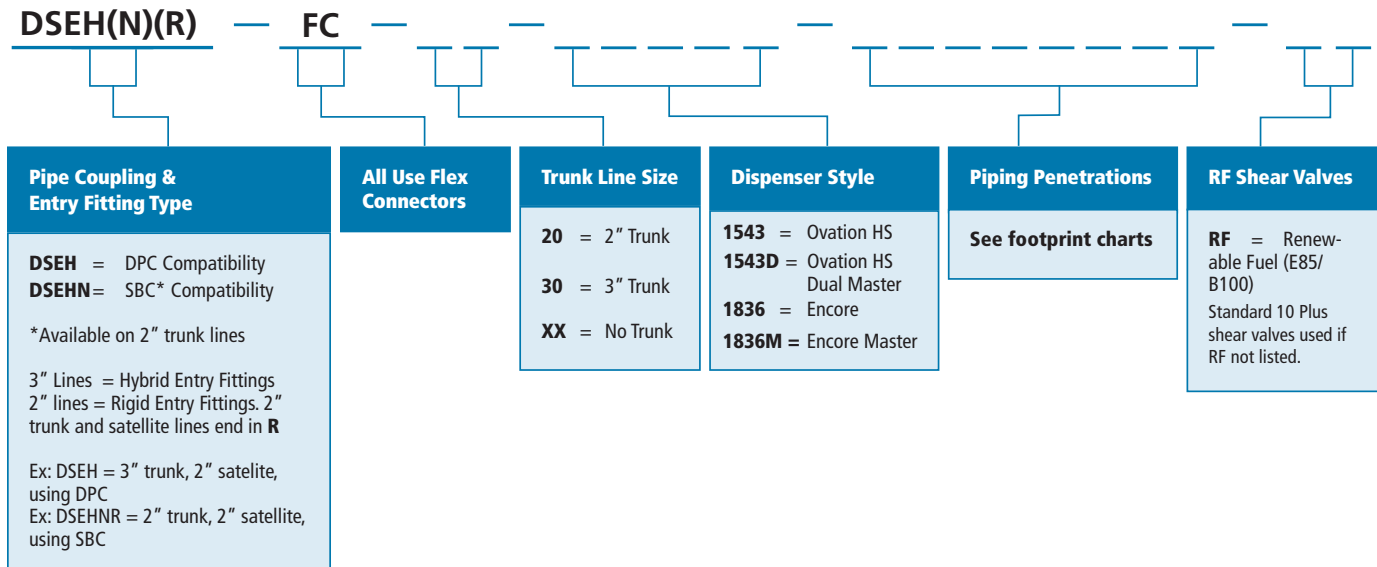 DSEH(N)(R) — FC — — — —
Pipe Coupling &
Entry Fitting Type
DSEH = DPC Compatibility
DSEHN= SBC* Compatibility
*Available on 2" trunk lines
3" Lines = Hybrid Entry Fittings
2" lines = Rigid Entry Fittings. 2"
trunk and satellite lines end in R
Ex: DSEH = 3" trunk, 2" satelite,
using DPC
Ex: DSEHNR = 2" trunk, 2" satellite,
using SBC
All Use Flex
Connectors
Trunk Line Size
20 = 2" Trunk
30 = 3" Trunk
XX = No Trunk
Dispenser Style
1543 = Ovation HS
1543D = Ovation HS
Dual Master
1836 = Encore
1836M = Encore Master
Piping Penetrations
See footprint charts
RF Shear Valves
RF = Renew-
able Fuel (E85/
B100)
Standard 10 Plus
shear valves used if
RF not listed.